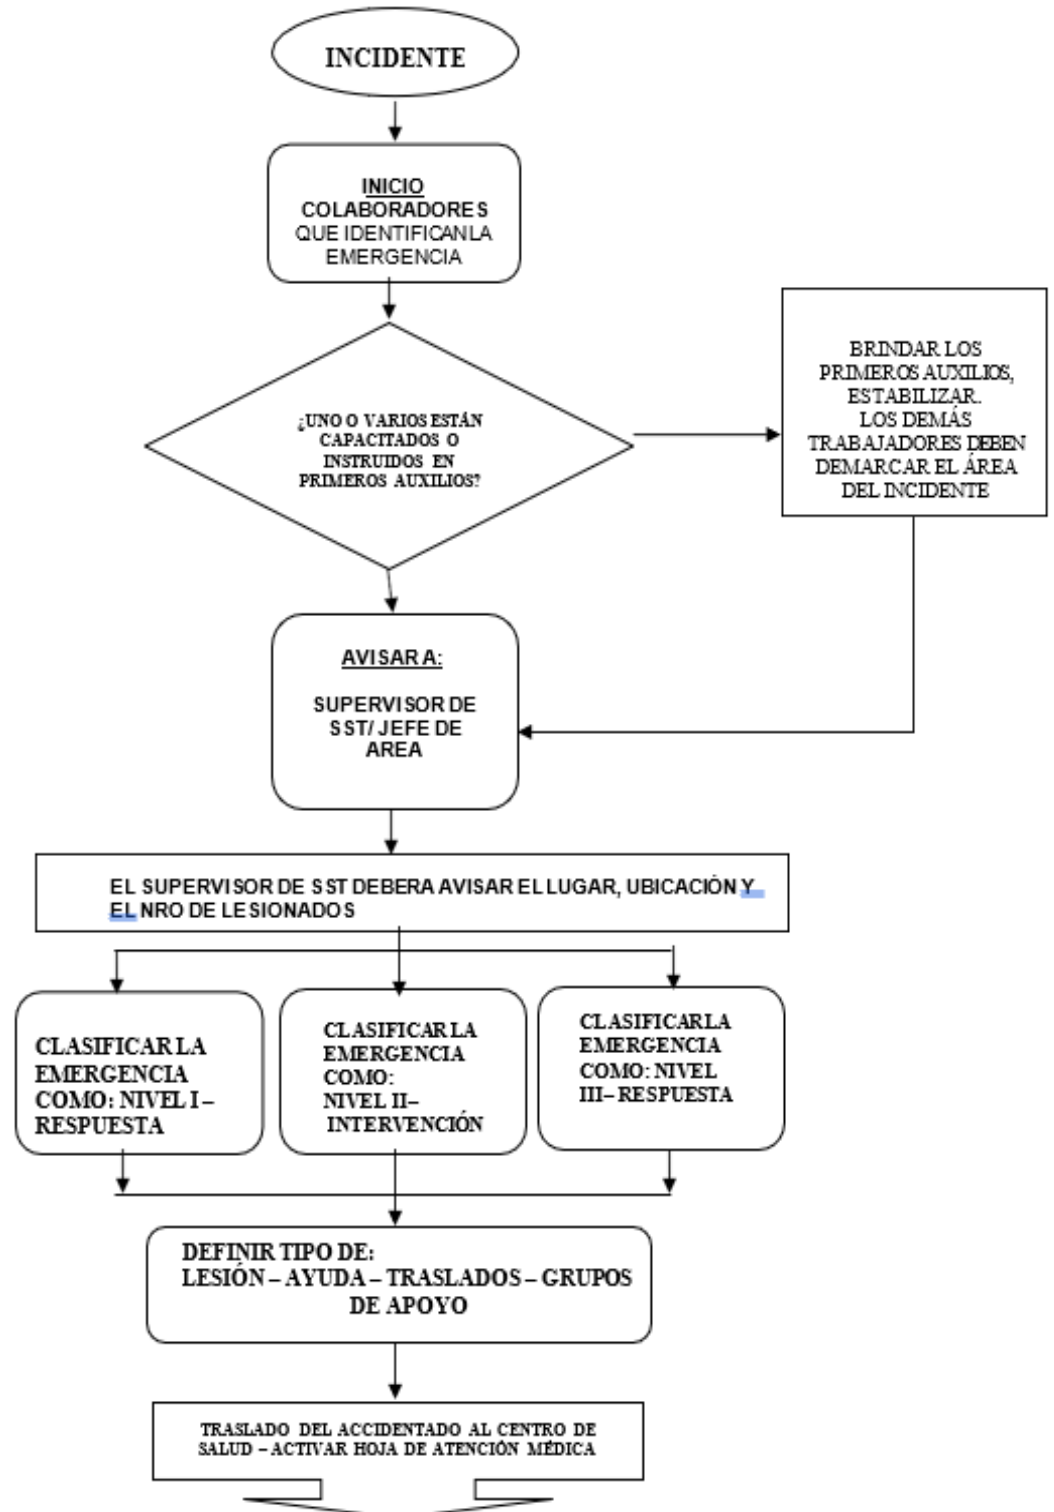 INCIDENTE
INICIO
COLABORADORES
QUE IDENTIFICAN LA
EMERGENCIA
¿UNO O VARIOS ESTÁN
CAPACITADOS O
INSTRUIDOS EN
PRIMEROS AUXILIOS?
BRINDAR LOS
PRIMEROS AUXILIOS,
ESTABILIZAR.
LOS DEMÁS
TRABAJADORES DEBEN
DEMARCAR EL ÁREA
DEL INCIDENTE
AVISAR A:
SUPERVISOR DE
SST/ JEFE DE
AREA
EL SUPERVISOR DE SST DEBERA AVISAR EL LUGAR, UBICACIÓN Y
EL NRO DE LESIONADOS
CLASIFICAR LA
EMERGENCIA
COMO: NIVEL I –
RESPUESTA
CLASIFICAR LA
EMERGENCIA
COMO:
NIVEL II–
INTERVENCIÓN
CLASIFICAR LA
EMERGENCIA
COMO: NIVEL
III– RESPUESTA
DEFINIR TIPO DE:
LESIÓN – AYUDA – TRASLADOS – GRUPOS
DE APOYO
TRASLADO DEL ACCIDENTADO AL CENTRO DE
SALUD – ACTIVAR HOJA DE ATENCIÓN MÉDICA